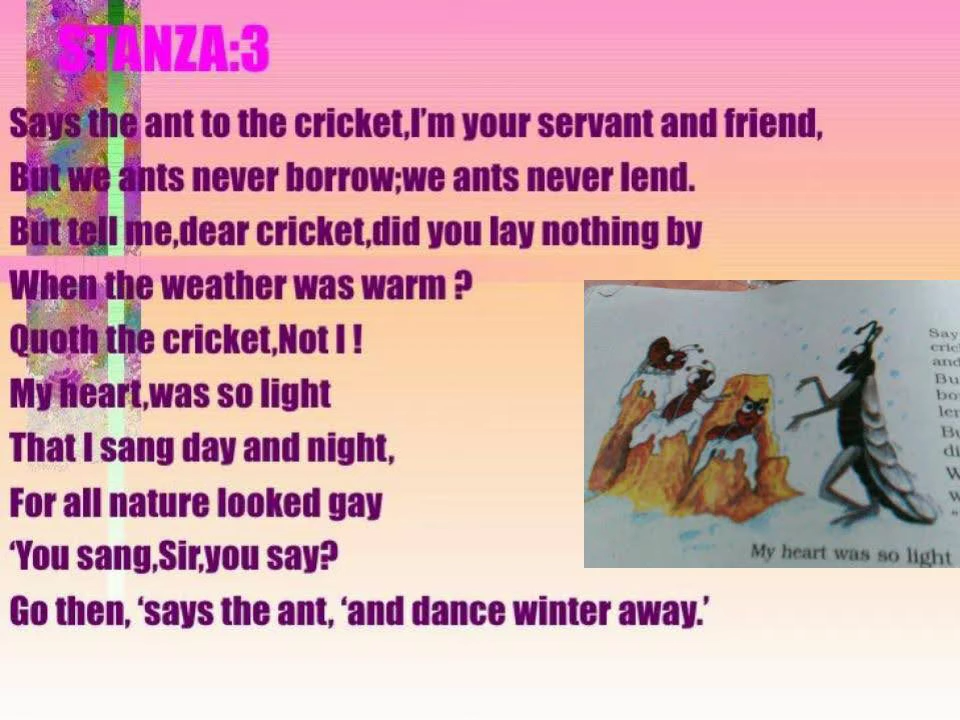 STANZA:3
Says the ant to the cricket,I'm your servant and friend,
But we ants never borrow;we ants never lend.
But tell me,dear cricket,did you lay nothing by
When the weather was warm ?
Quoth the cricket,Not I !
My heart,was so light
That I sang day and night,
For all nature looked gay
‘You sang,Sir,you say?
Go then, ‘says the ant, ‘and dance winter away.’
Say
and
My heart was so light